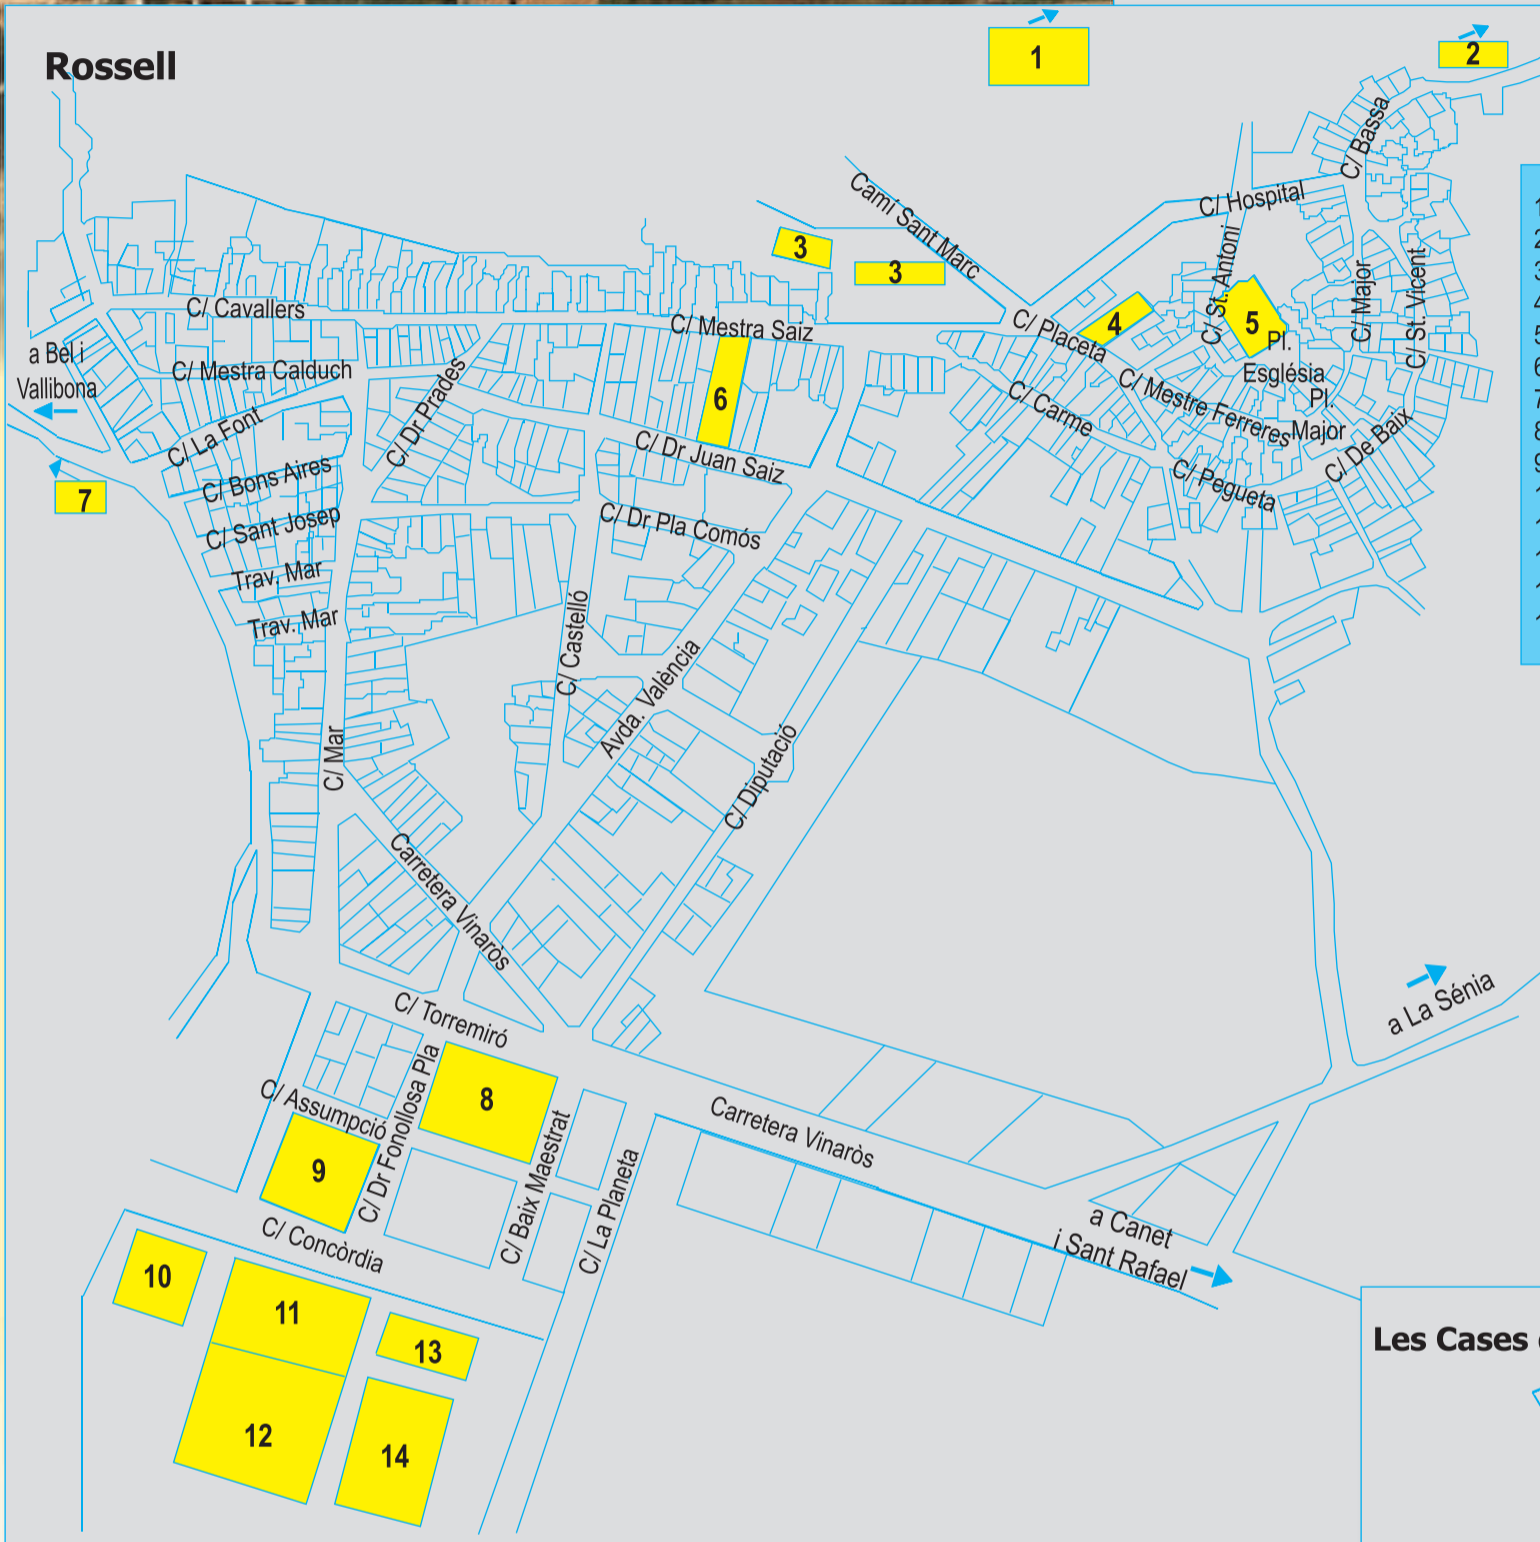 Rossell
1
2
C/ Bassa
C/ Hospital
Camí Sant Marc
3
3
C/ St. Antoni
C/ Major
C/ St. Vicent
C/ Cavallers
C/ Mestra Saiz
C/ Placeta
4
5
Pl.
Església
Pl.
Major
a Bel i
Vallibona
C/ Mestra Calduch
C/ Dr Prades
6
C/ Carme
C/ Mestre Ferreres
C/ De Baix
C/ La Font
C/ Dr Juan Saiz
C/ Pegueta
C/ Bons Aires
7
C/ Sant Josep
C/ Dr Pla Comós
Trav. Mar
Trav. Mar
C/ Castelló
Avda. València
C/ Mar
C/ Diputació
Carretera Vinaròs
a La Sénia
C/ Torremiró
8
C/ Assumpció
C/ Dr Fonollosa Pla
C/ Baix Maestrat
C/ La Planeta
Carretera Vinaròs
9
a Canet
i Sant Rafael
C/ Concòrdia
10
11
13
12
14
Les Cases